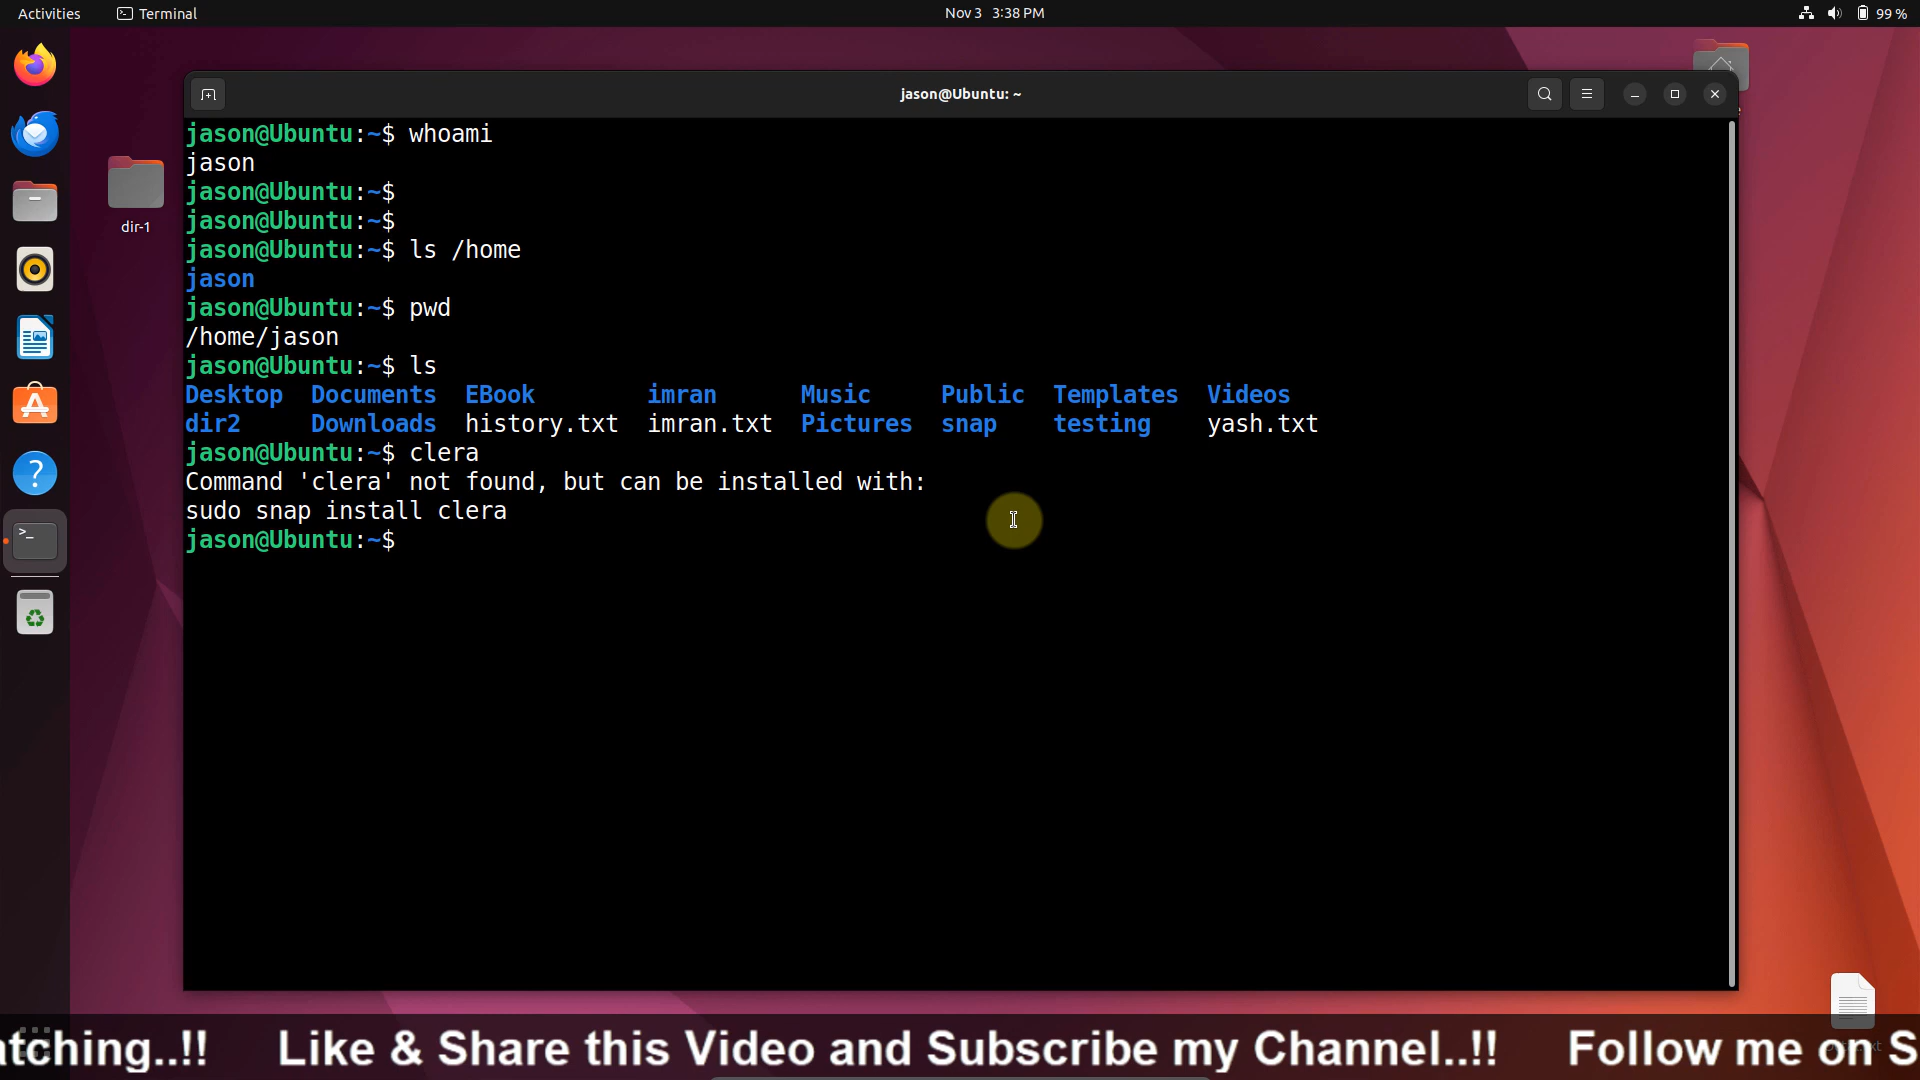 Activities Terminal Nov 3 3:38 PM 99 %
jason@Ubuntu: ~
jason@Ubuntu:~$ whoami
jason
jason@Ubuntu:~$
jason@Ubuntu:~$
jason@Ubuntu:~$ ls /home
jason
jason@Ubuntu:~$ pwd
/home/jason
jason@Ubuntu:~$ ls
Desktop Documents EBook imran Music Public Templates Videos
dir2 Downloads history.txt imran.txt Pictures snap testing yash.txt
jason@Ubuntu:~$ clera
Command 'clera' not found, but can be installed with:
sudo snap install clera
jason@Ubuntu:~$
dir-1
atching..!! Like & Share this Video and Subscribe my Channel..!! Follow me on S